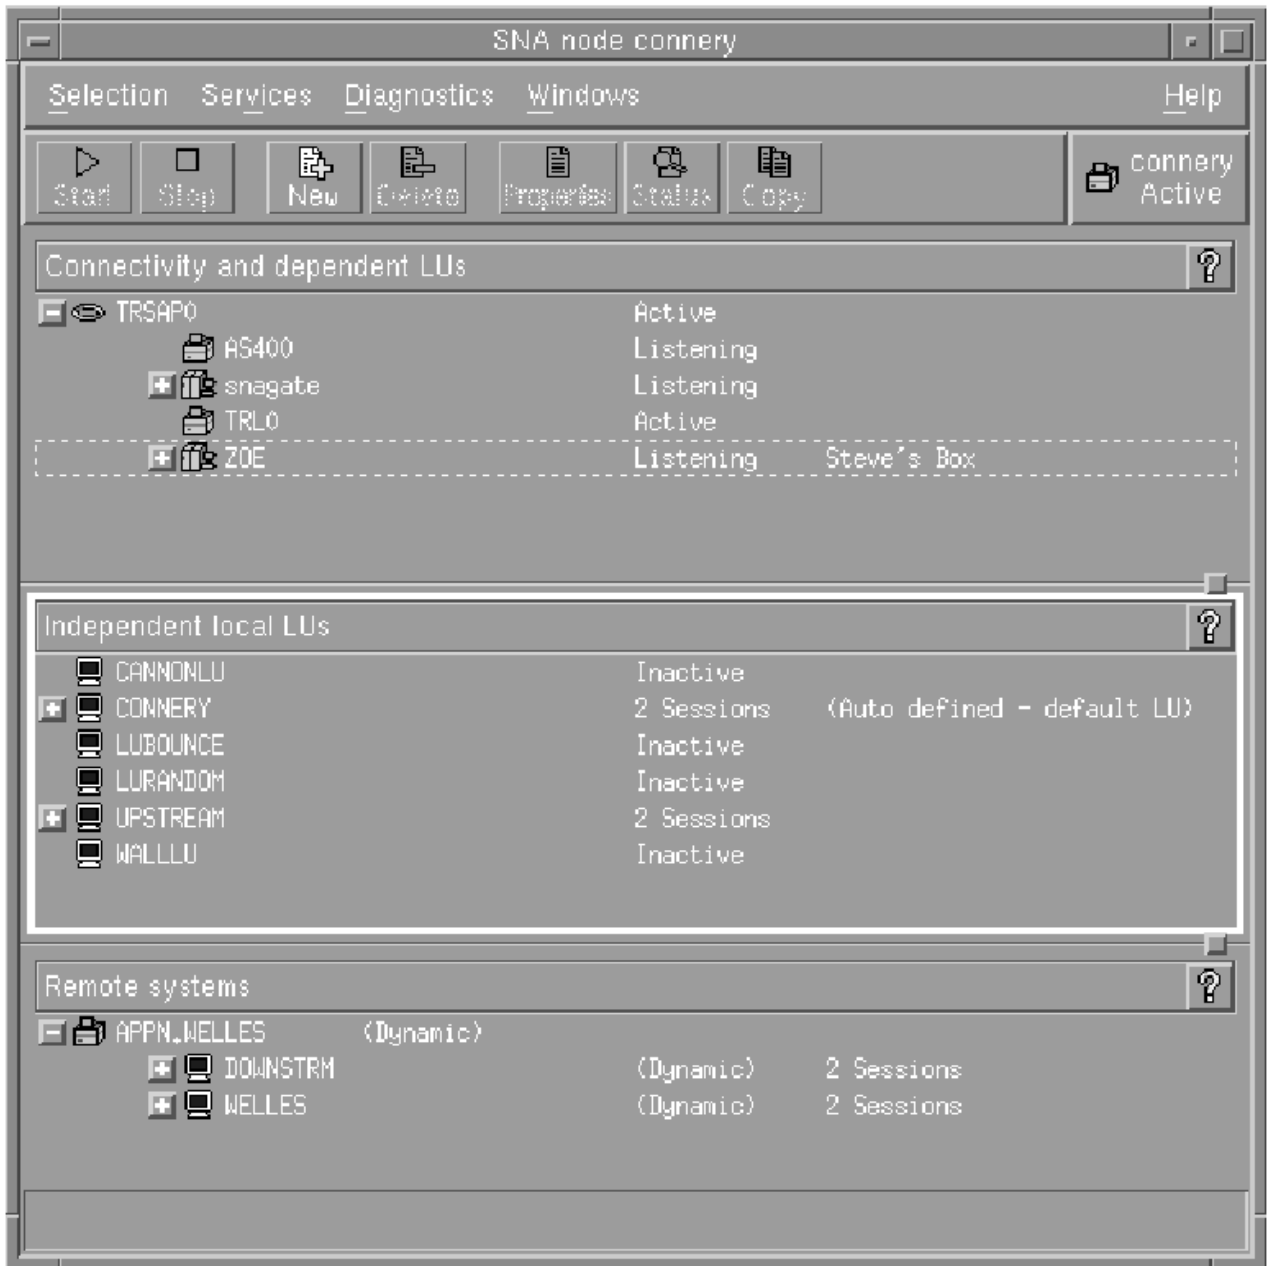 SNA node connery
Selection Services Diagnostics Windows Help
Start Stop New Delete Properties Status Copy connery Active
Connectivity and dependent LUs ?
TRSAP0 Active
AS400 Listening
snagate Listening
TRL0 Active
ZOE Listening Steve's Box
Independent local LUs ?
CANNONLU Inactive
CONNERY 2 Sessions (Auto defined - default LU)
LUBOUNCE Inactive
LURANDOM Inactive
UPSTREAM 2 Sessions
WALLLU Inactive
Remote systems ?
APPN.WELLES (Dynamic)
DOWNSTRM (Dynamic) 2 Sessions
WELLES (Dynamic) 2 Sessions